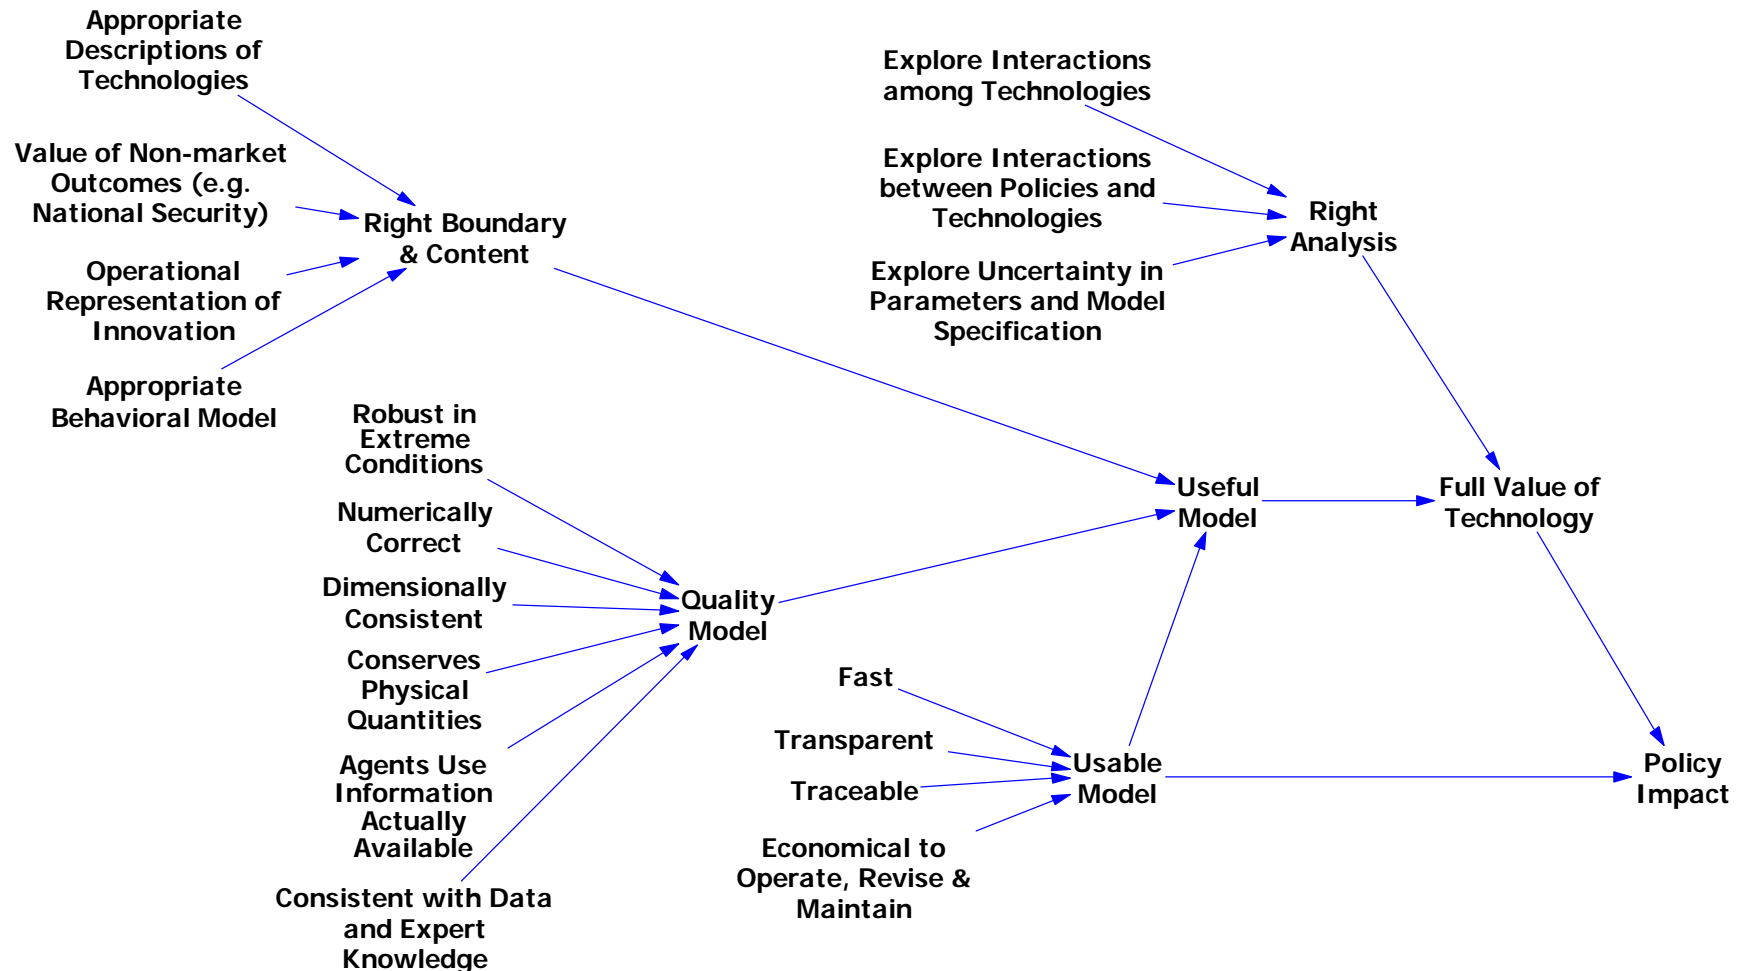 Appropriate
Descriptions of
Technologies
Value of Non-market
Outcomes (e.g.
National Security)
Operational
Representation of
Innovation
Appropriate
Behavioral Model
Right Boundary
& Content
Explore Interactions
among Technologies
Explore Interactions
between Policies and
Technologies
Explore Uncertainty in
Parameters and Model
Specification
Right
Analysis
Robust in
Extreme
Conditions
Numerically
Correct
Dimensionally
Consistent
Conserves
Physical
Quantities
Agents Use
Information
Actually
Available
Consistent with Data
and Expert
Knowledge
Quality
Model
Useful
Model
Full Value of
Technology
Fast
Transparent
Traceable
Economical to
Operate, Revise &
Maintain
Usable
Model
Policy
Impact